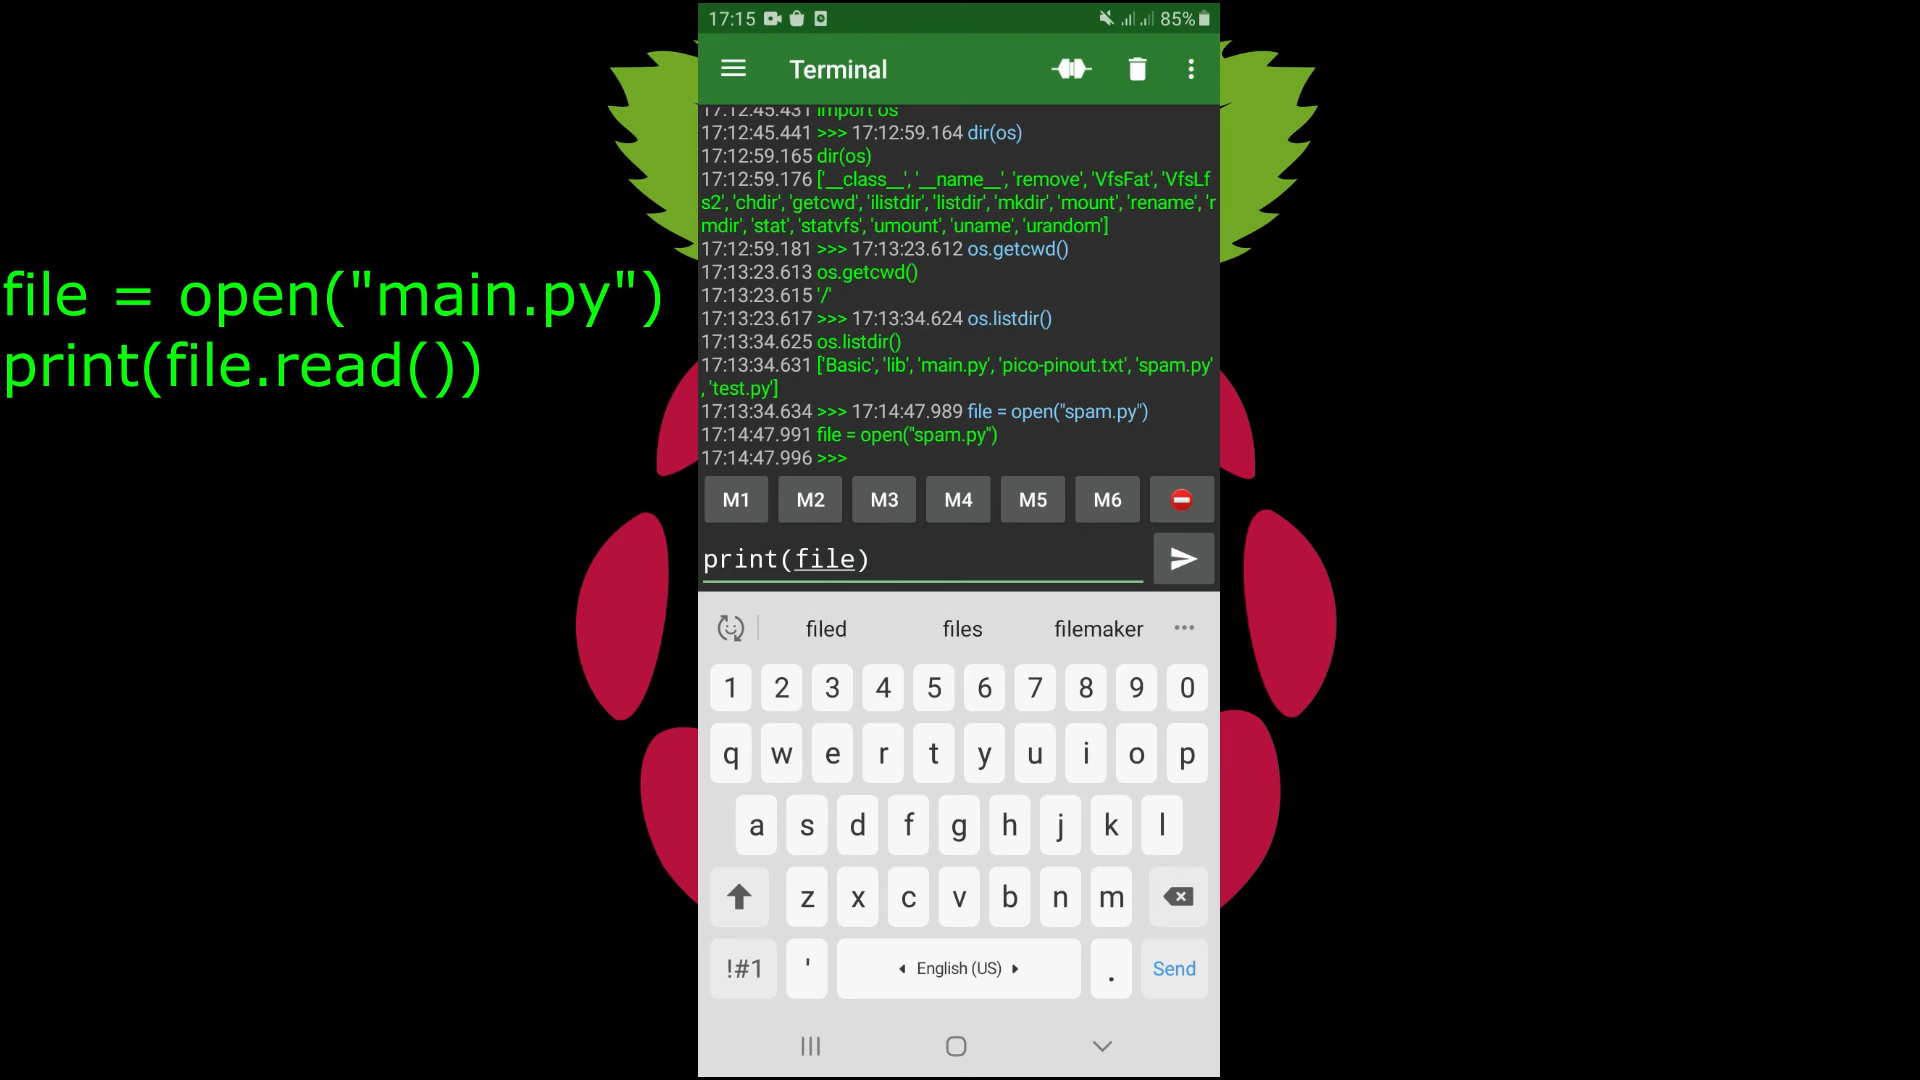 file = open("main.py")
print(file.read())
17:15
85%
Terminal
17:12:45.431 import os
17:12:45.441 >>> 17:12:59.164 dir(os)
17:12:59.165 dir(os)
17:12:59.176 ['__class__', '__name__', 'remove', 'VfsFat', 'VfsLf
s2', 'chdir', 'getcwd', 'ilistdir', 'listdir', 'mkdir', 'mount', 'rename', 'r
mdir', 'stat', 'statvfs', 'umount', 'uname', 'urandom']
17:12:59.181 >>> 17:13:23.612 os.getcwd()
17:13:23.613 os.getcwd()
17:13:23.615 '/'
17:13:23.617 >>> 17:13:34.624 os.listdir()
17:13:34.625 os.listdir()
17:13:34.631 ['Basic', 'lib', 'main.py', 'pico-pinout.txt', 'spam.py'
, 'test.py']
17:13:34.634 >>> 17:14:47.989 file = open("spam.py")
17:14:47.991 file = open("spam.py")
17:14:47.996 >>>
M1 M2 M3 M4 M5 M6
print(file)
filed files filemaker ...
1 2 3 4 5 6 7 8 9 0
q w e r t y u i o p
a s d f g h j k l
z x c v b n m
!#1 ' English (US) . Send